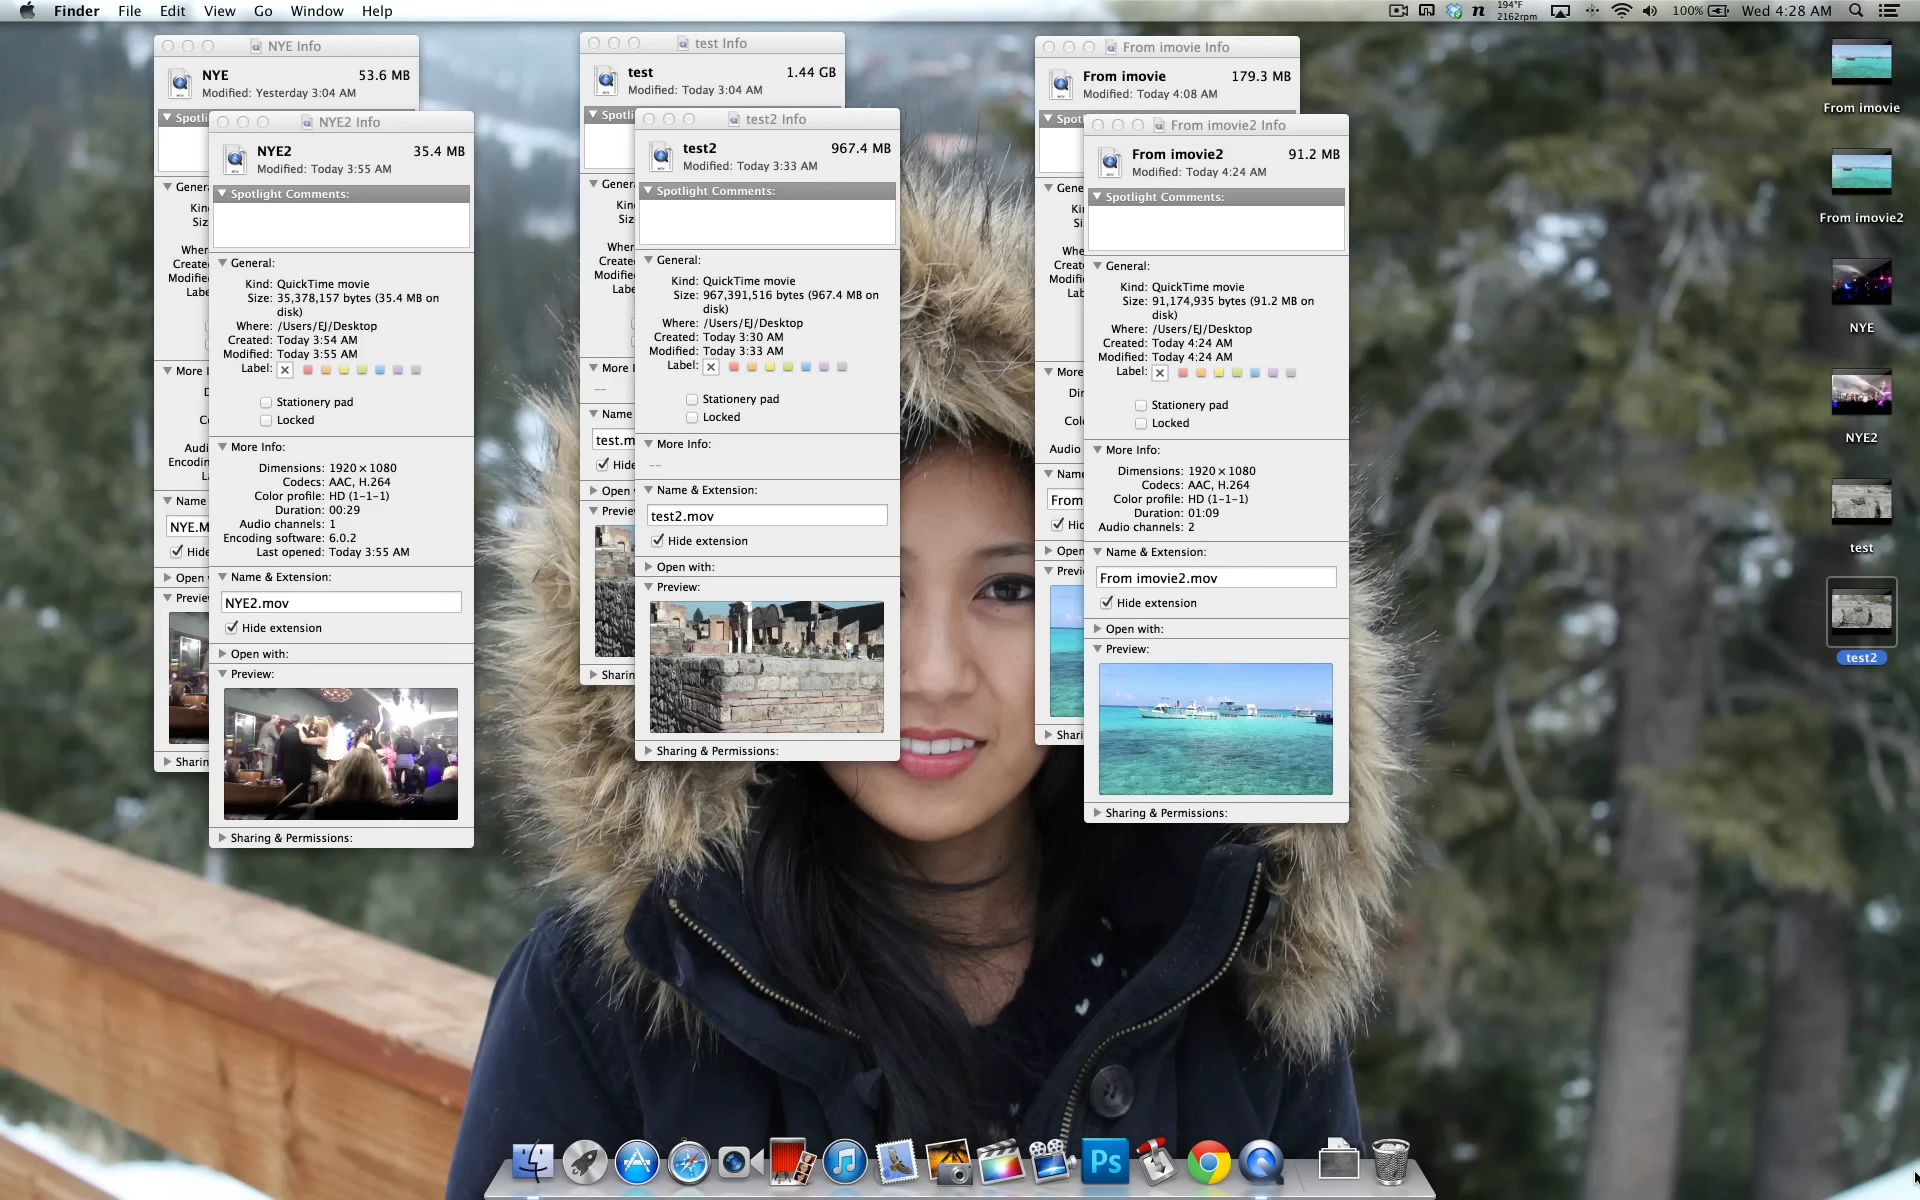 Finder File Edit View Go Window Help
194°F
2162rpm
100% Wed 4:28 AM
NYE Info
NYE 53.6 MB
Modified: Yesterday 3:04 AM
NYE2 Info
NYE2 35.4 MB
Modified: Today 3:55 AM
Spotlight Comments:
General:
Kind: QuickTime movie
Size: 35,378,157 bytes (35.4 MB on
disk)
Where: /Users/EJ/Desktop
Created: Today 3:54 AM
Modified: Today 3:55 AM
Label:
Stationery pad
Locked
More Info:
Dimensions: 1920 × 1080
Codecs: AAC, H.264
Color profile: HD (1-1-1)
Duration: 00:29
Audio channels: 1
Encoding software: 6.0.2
Last opened: Today 3:55 AM
Name & Extension:
NYE2.mov
Hide extension
Open with:
Preview:
Sharing & Permissions:
test Info
test 1.44 GB
Modified: Today 3:04 AM
test2 Info
test2 967.4 MB
Modified: Today 3:33 AM
Spotlight Comments:
General:
Kind: QuickTime movie
Size: 967,391,516 bytes (967.4 MB on
disk)
Where: /Users/EJ/Desktop
Created: Today 3:30 AM
Modified: Today 3:33 AM
Label:
Stationery pad
Locked
More Info:
--
Name & Extension:
test2.mov
Hide extension
Open with:
Preview:
Sharing & Permissions:
From imovie Info
From imovie 179.3 MB
Modified: Today 4:08 AM
From imovie2 Info
From imovie2 91.2 MB
Modified: Today 4:24 AM
Spotlight Comments:
General:
Kind: QuickTime movie
Size: 91,174,935 bytes (91.2 MB on
disk)
Where: /Users/EJ/Desktop
Created: Today 4:24 AM
Modified: Today 4:24 AM
Label:
Stationery pad
Locked
More Info:
Dimensions: 1920 × 1080
Codecs: AAC, H.264
Color profile: HD (1-1-1)
Duration: 01:09
Audio channels: 2
Name & Extension:
From imovie2.mov
Hide extension
Open with:
Preview:
Sharing & Permissions:
From imovie
From imovie2
NYE
NYE2
test
test2
Ps